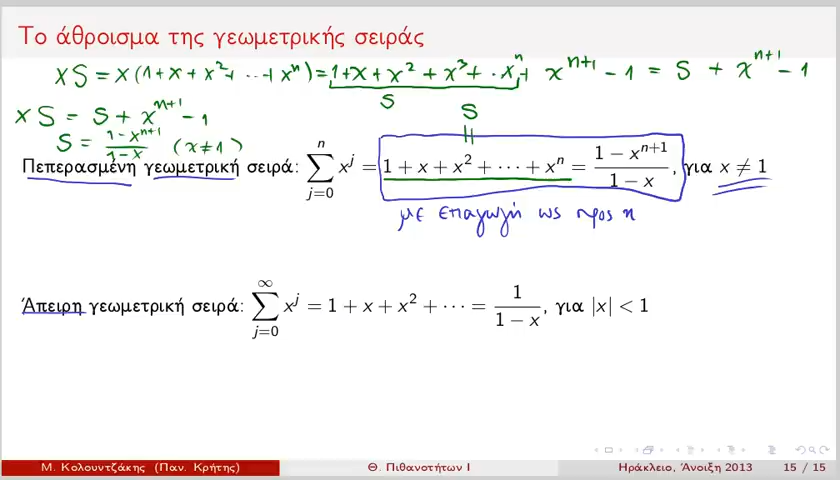 Το άθροισμα της γεωμετρικής σειράς
xS = x(1+x+x²+ ··· +xⁿ) = 1+x+x²+x³+··xⁿ + xⁿ⁺¹ − 1 = S + xⁿ⁺¹ − 1
S
xS = S + xⁿ⁺¹ − 1
S
S = (1−xⁿ⁺¹)/(1−x) (x≠1)
=
Πεπερασμένη γεωμετρική σειρά: ∑_{j=0}^{n} xʲ = 1 + x + x² + ··· + xⁿ = (1 − xⁿ⁺¹)/(1 − x), για x ≠ 1
με επαγωγή ως προς n
Άπειρη γεωμετρική σειρά: ∑_{j=0}^{∞} xʲ = 1 + x + x² + ··· = 1/(1 − x), για |x| < 1
Μ. Κολουντζάκης (Παν. Κρήτης) Θ. Πιθανοτήτων Ι Ηράκλειο, Άνοιξη 2013 15 / 15